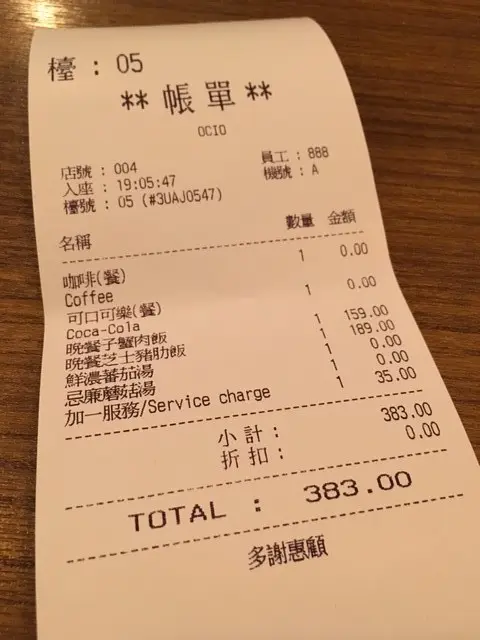 檯 : 05
** 帳 單 **
OCIO
店號 : 004 員工 : 888
入座 : 19:05:47 機號 : A
檯號 : 05 (#3UAJ0547)
名稱 數量 金額
咖啡(餐) 1 0.00
Coffee
可口可樂(餐) 1 0.00
Coca-Cola
晚餐子蟹肉飯 1 159.00
晚餐芝士豬肋飯 1 189.00
鮮濃蕃茄湯 1 0.00
忌廉蘑菇湯 1 0.00
加一服務/Service charge 1 35.00
小 計 : 383.00
折 扣 : 0.00
TOTAL : 383.00
多謝惠顧